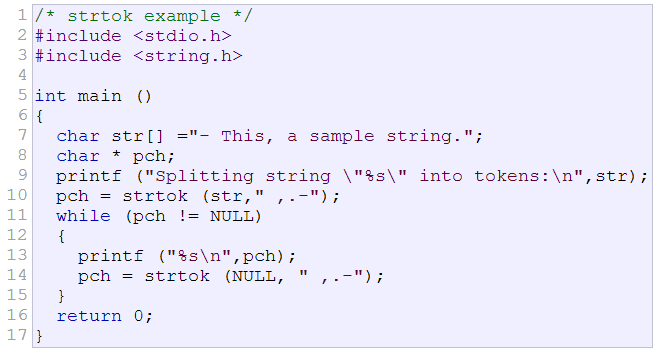 1 /* strtok example */
2 #include <stdio.h>
3 #include <string.h>
4
5 int main ()
6 {
7   char str[] ="- This, a sample string.";
8   char * pch;
9   printf ("Splitting string \"%s\" into tokens:\n",str);
10   pch = strtok (str," ,.-");
11   while (pch != NULL)
12   {
13     printf ("%s\n",pch);
14     pch = strtok (NULL, " ,.-");
15   }
16   return 0;
17 }